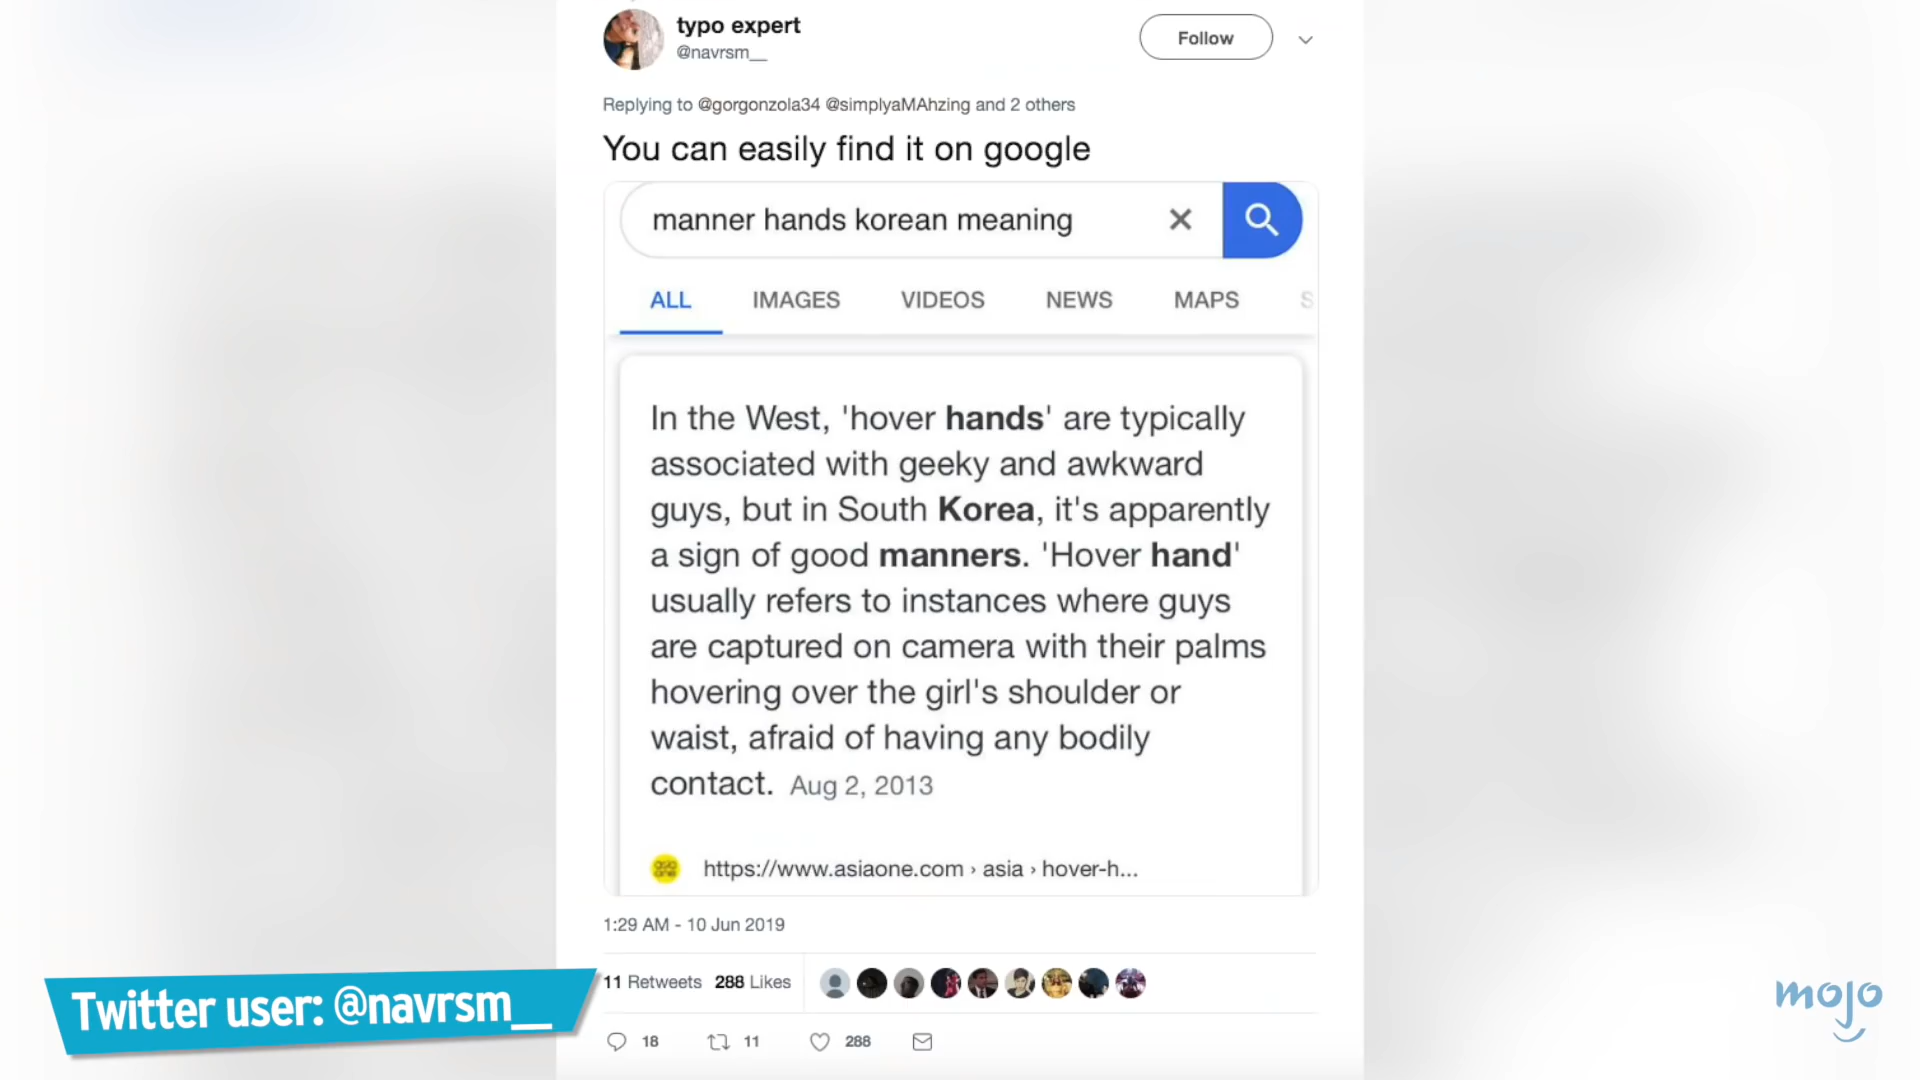 typo expert
@navrsm__
Follow
Replying to @gorgonzola34 @simplyaMAhzing and 2 others
You can easily find it on google
manner hands korean meaning
ALL IMAGES VIDEOS NEWS MAPS S
In the West, 'hover hands' are typically
associated with geeky and awkward
guys, but in South Korea, it's apparently
a sign of good manners. 'Hover hand'
usually refers to instances where guys
are captured on camera with their palms
hovering over the girl's shoulder or
waist, afraid of having any bodily
contact. Aug 2, 2013
asia one
https://www.asiaone.com › asia › hover-h...
1:29 AM - 10 Jun 2019
11 Retweets 288 Likes
18 11 288
Twitter user: @navrsm__
mojo